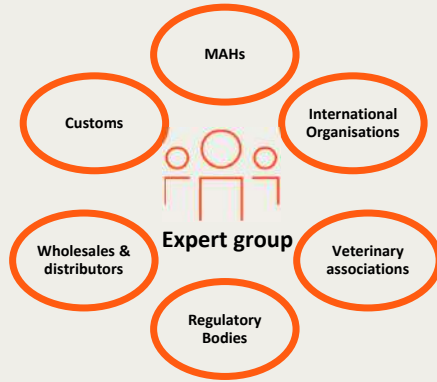 MAHs
Customs
International
Organisations
Expert group
Wholesales &
distributors
Veterinary
associations
Regulatory
Bodies